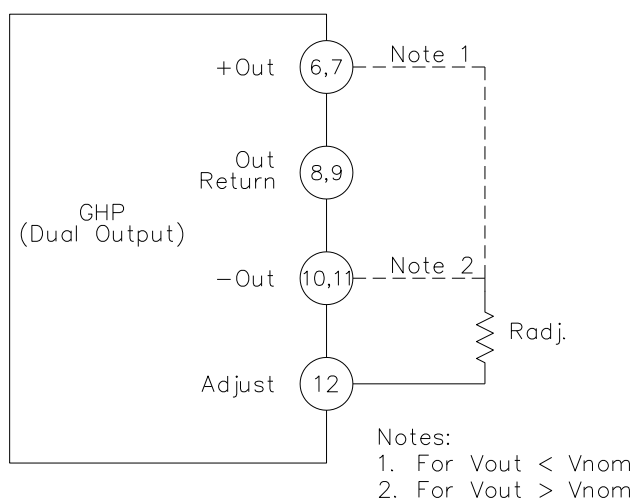 +Out
6,7
Note 1
Out
Return
8,9
GHP
(Dual Output)
-Out
10,11
Note 2
Radj.
Adjust
12
Notes:
1. For Vout < Vnom
2. For Vout > Vnom